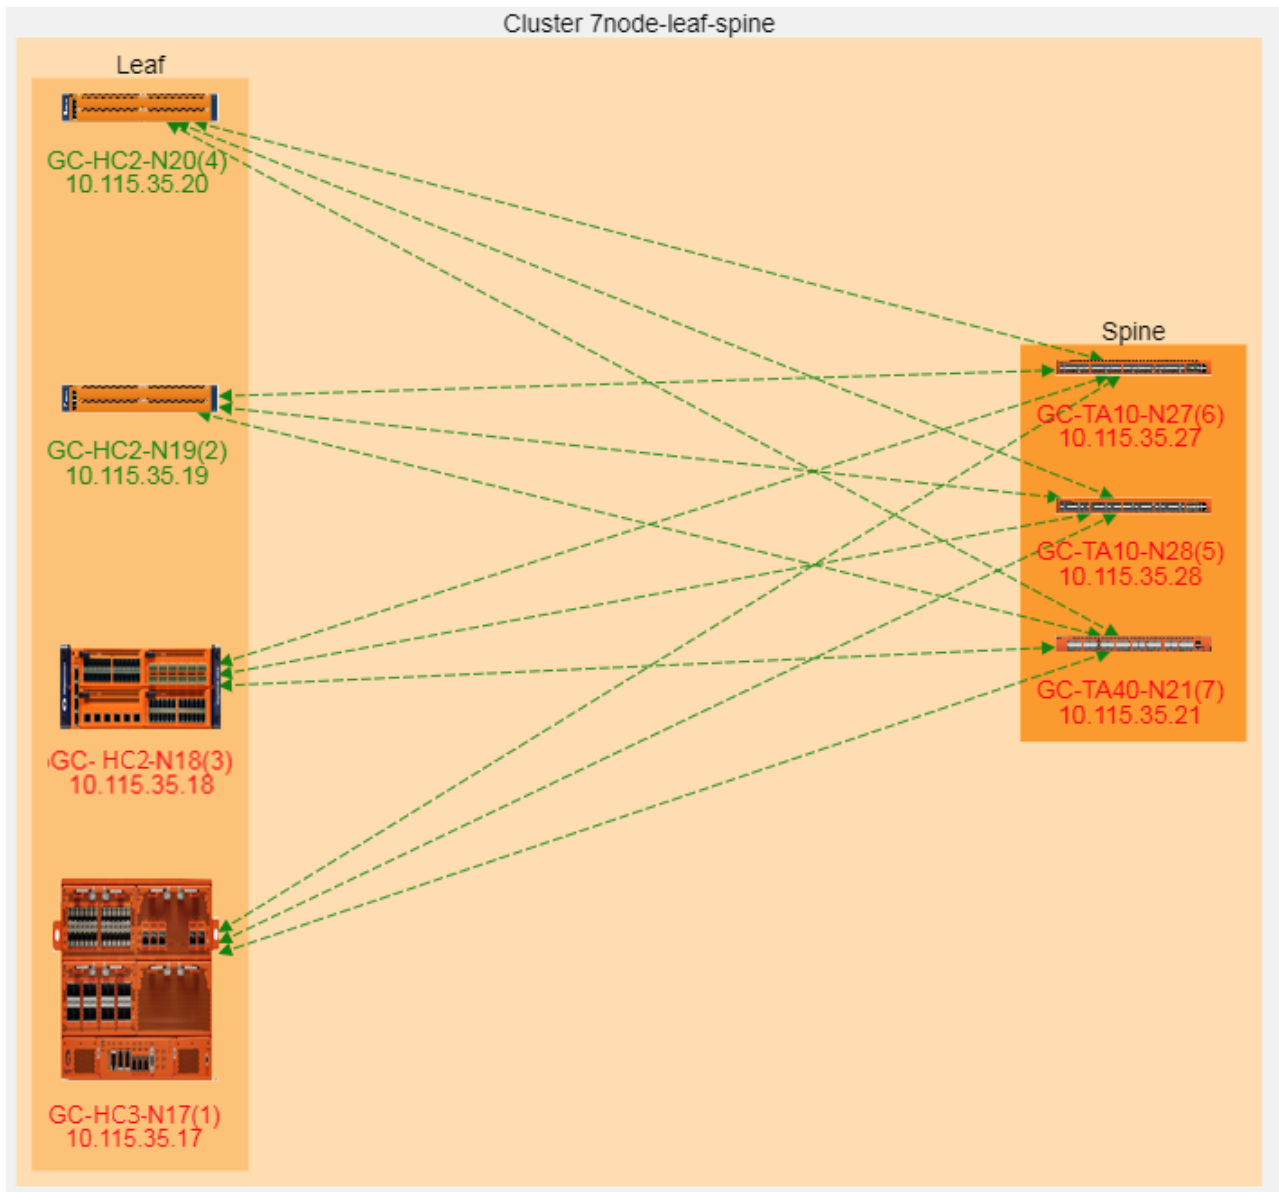 Cluster 7node-leaf-spine
Leaf
GC-HC2-N20(4)
10.115.35.20
GC-HC2-N19(2)
10.115.35.19
GC- HC2-N18(3)
10.115.35.18
GC-HC3-N17(1)
10.115.35.17
Spine
GC-TA10-N27(6)
10.115.35.27
GC-TA10-N28(5)
10.115.35.28
GC-TA40-N21(7)
10.115.35.21